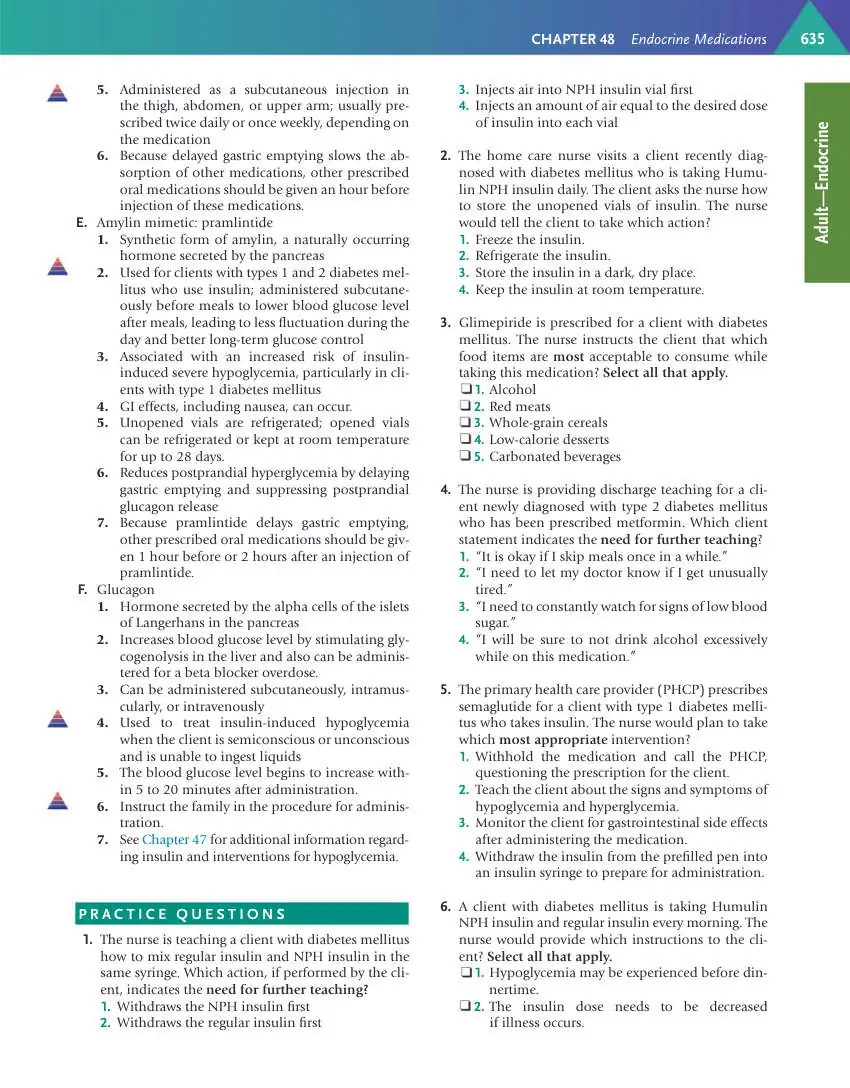 CHAPTER 48 Endocrine Medications 635
5. Administered as a subcutaneous injection in
the thigh, abdomen, or upper arm; usually pre-
scribed twice daily or once weekly, depending on
the medication
6. Because delayed gastric emptying slows the ab-
sorption of other medications, other prescribed
oral medications should be given an hour before
injection of these medications.
E. Amylin mimetic: pramlintide
1. Synthetic form of amylin, a naturally occurring
hormone secreted by the pancreas
2. Used for clients with types 1 and 2 diabetes mel-
litus who use insulin; administered subcutane-
ously before meals to lower blood glucose level
after meals, leading to less fluctuation during the
day and better long-term glucose control
3. Associated with an increased risk of insulin-
induced severe hypoglycemia, particularly in cli-
ents with type 1 diabetes mellitus
4. GI effects, including nausea, can occur.
5. Unopened vials are refrigerated; opened vials
can be refrigerated or kept at room temperature
for up to 28 days.
6. Reduces postprandial hyperglycemia by delaying
gastric emptying and suppressing postprandial
glucagon release
7. Because pramlintide delays gastric emptying,
other prescribed oral medications should be giv-
en 1 hour before or 2 hours after an injection of
pramlintide.
F. Glucagon
1. Hormone secreted by the alpha cells of the islets
of Langerhans in the pancreas
2. Increases blood glucose level by stimulating gly-
cogenolysis in the liver and also can be adminis-
tered for a beta blocker overdose.
3. Can be administered subcutaneously, intramus-
cularly, or intravenously
4. Used to treat insulin-induced hypoglycemia
when the client is semiconscious or unconscious
and is unable to ingest liquids
5. The blood glucose level begins to increase with-
in 5 to 20 minutes after administration.
6. Instruct the family in the procedure for adminis-
tration.
7. See Chapter 47 for additional information regard-
ing insulin and interventions for hypoglycemia.
PRACTICE QUESTIONS
1. The nurse is teaching a client with diabetes mellitus
how to mix regular insulin and NPH insulin in the
same syringe. Which action, if performed by the cli-
ent, indicates the need for further teaching?
1. Withdraws the NPH insulin first
2. Withdraws the regular insulin first
3. Injects air into NPH insulin vial first
4. Injects an amount of air equal to the desired dose
of insulin into each vial
2. The home care nurse visits a client recently diag-
nosed with diabetes mellitus who is taking Humu-
lin NPH insulin daily. The client asks the nurse how
to store the unopened vials of insulin. The nurse
would tell the client to take which action?
1. Freeze the insulin.
2. Refrigerate the insulin.
3. Store the insulin in a dark, dry place.
4. Keep the insulin at room temperature.
3. Glimepiride is prescribed for a client with diabetes
mellitus. The nurse instructs the client that which
food items are most acceptable to consume while
taking this medication? Select all that apply.
❑ 1. Alcohol
❑ 2. Red meats
❑ 3. Whole-grain cereals
❑ 4. Low-calorie desserts
❑ 5. Carbonated beverages
4. The nurse is providing discharge teaching for a cli-
ent newly diagnosed with type 2 diabetes mellitus
who has been prescribed metformin. Which client
statement indicates the need for further teaching?
1. "It is okay if I skip meals once in a while."
2. "I need to let my doctor know if I get unusually
tired."
3. "I need to constantly watch for signs of low blood
sugar."
4. "I will be sure to not drink alcohol excessively
while on this medication."
5. The primary health care provider (PHCP) prescribes
semaglutide for a client with type 1 diabetes melli-
tus who takes insulin. The nurse would plan to take
which most appropriate intervention?
1. Withhold the medication and call the PHCP,
questioning the prescription for the client.
2. Teach the client about the signs and symptoms of
hypoglycemia and hyperglycemia.
3. Monitor the client for gastrointestinal side effects
after administering the medication.
4. Withdraw the insulin from the prefilled pen into
an insulin syringe to prepare for administration.
6. A client with diabetes mellitus is taking Humulin
NPH insulin and regular insulin every morning. The
nurse would provide which instructions to the cli-
ent? Select all that apply.
❑ 1. Hypoglycemia may be experienced before din-
nertime.
❑ 2. The insulin dose needs to be decreased
if illness occurs.
Adult—Endocrine